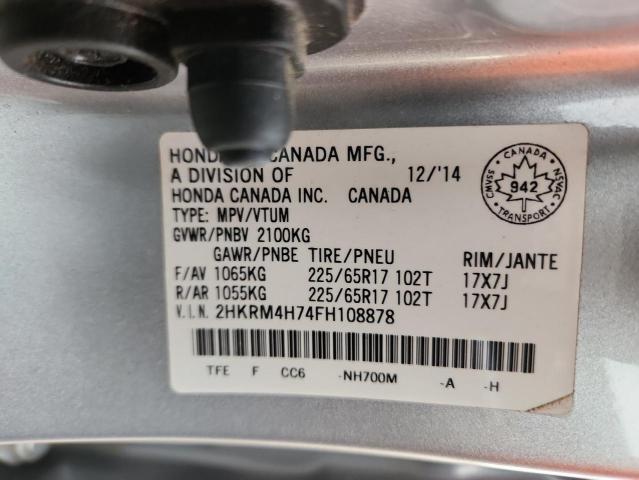 CANADA MFG.,
A DIVISION OF 12/'14
HONDA CANADA INC. CANADA
TYPE: MPV/VTUM
GVWR/PNBV 2100KG
GAWR/PNBE TIRE/PNEU RIM/JANTE
F/AV 1065KG 225/65R17 102T 17X7J
R/AR 1055KG 225/65R17 102T 17X7J
V.I.N. 2HKRM4H74FH108878
TFE F CC6 -NH700M -A -H
CANADA
CMVSS 942 NSVAC
TRANSPORT